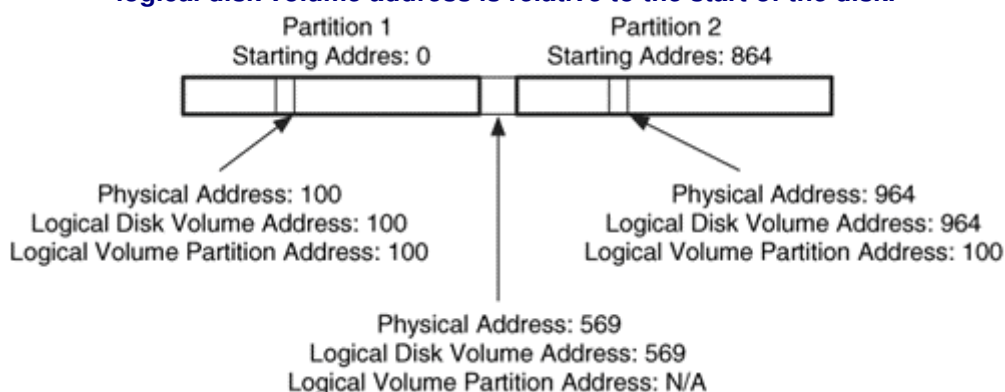 logical disk volume address is relative to the start of the disk.
Partition 1
Starting Addres: 0
Partition 2
Starting Addres: 864
Physical Address: 100
Logical Disk Volume Address: 100
Logical Volume Partition Address: 100
Physical Address: 964
Logical Disk Volume Address: 964
Logical Volume Partition Address: 100
Physical Address: 569
Logical Disk Volume Address: 569
Logical Volume Partition Address: N/A